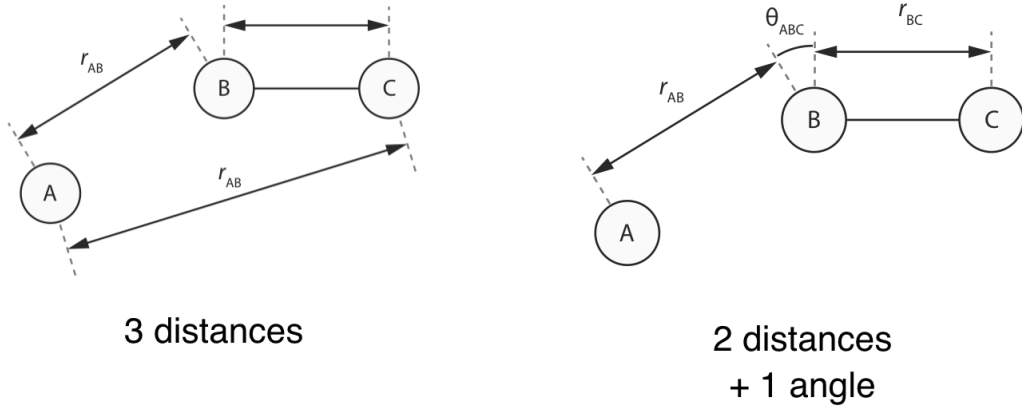 r_AB
B
C
A
r_AB
3 distances
θ_ABC
r_BC
r_AB
B
C
A
2 distances
+ 1 angle